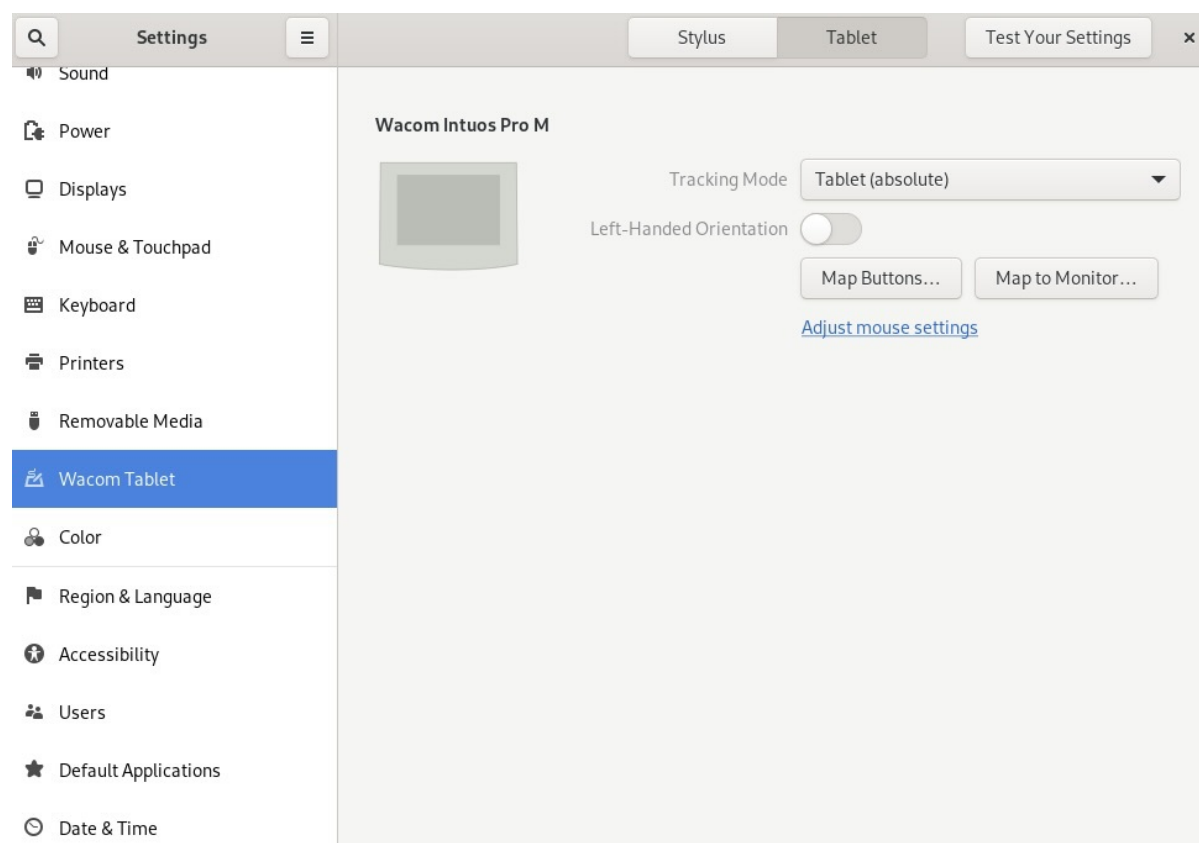 Settings
Stylus
Tablet
Test Your Settings
Sound
Power
Displays
Mouse & Touchpad
Keyboard
Printers
Removable Media
Wacom Tablet
Color
Region & Language
Accessibility
Users
Default Applications
Date & Time
Wacom Intuos Pro M
Tracking Mode
Tablet (absolute)
Left-Handed Orientation
Map Buttons…
Map to Monitor…
Adjust mouse settings